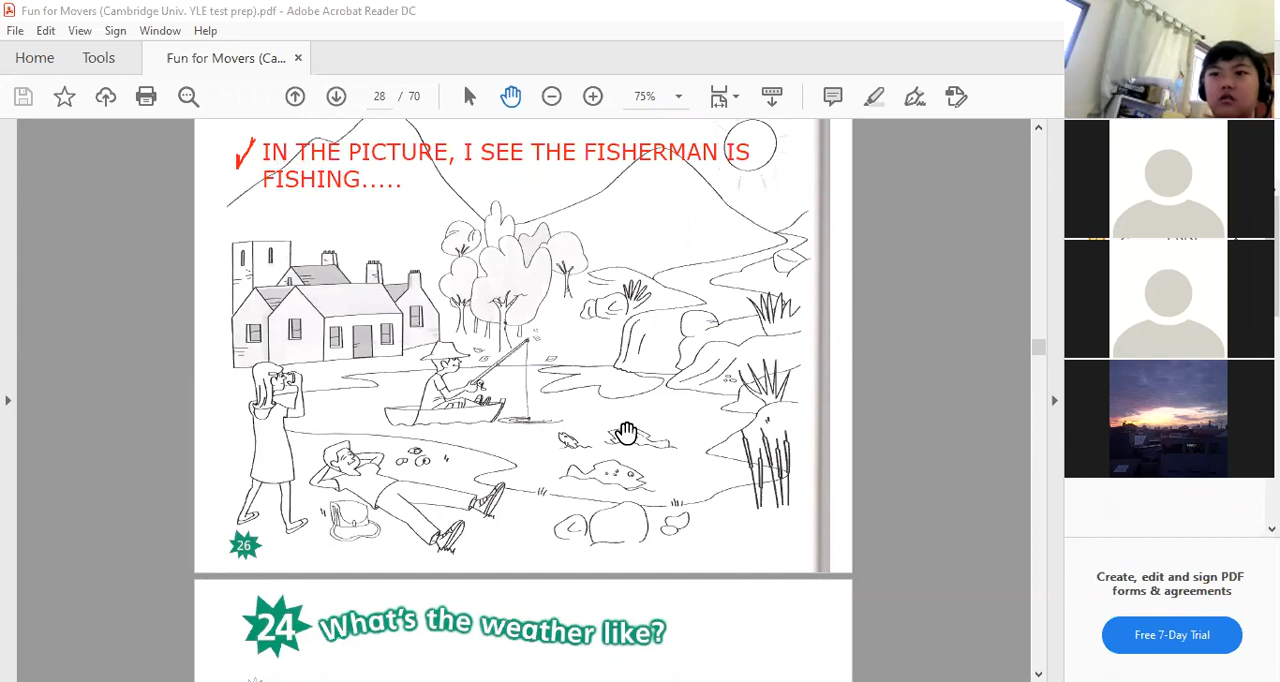 Fun for Movers (Cambridge Univ. YLE test prep).pdf - Adobe Acrobat Reader DC
File Edit View Sign Window Help
Home Tools Fun for Movers (Ca... ×
28 / 70 75%
IN THE PICTURE, I SEE THE FISHERMAN IS
FISHING.....
26
24 What's the weather like?
Create, edit and sign PDF
forms & agreements
Free 7-Day Trial